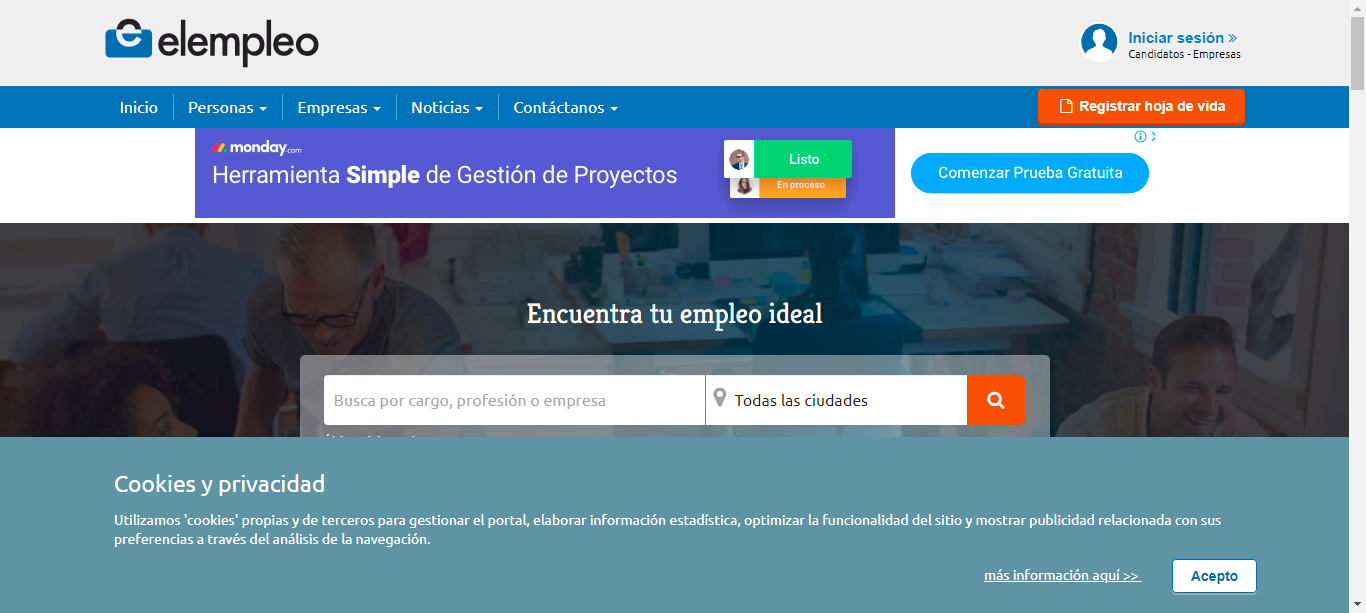 elempleo
Iniciar sesión »
Candidatos - Empresas
Inicio Personas Empresas Noticias Contáctanos
Registrar hoja de vida
monday.com
Herramienta Simple de Gestión de Proyectos
Listo
En proceso
Comenzar Prueba Gratuita
Encuentra tu empleo ideal
Busca por cargo, profesión o empresa
Todas las ciudades
Cookies y privacidad
Utilizamos 'cookies' propias y de terceros para gestionar el portal, elaborar información estadística, optimizar la funcionalidad del sitio y mostrar publicidad relacionada con sus
preferencias a través del análisis de la navegación.
más información aquí >>
Acepto